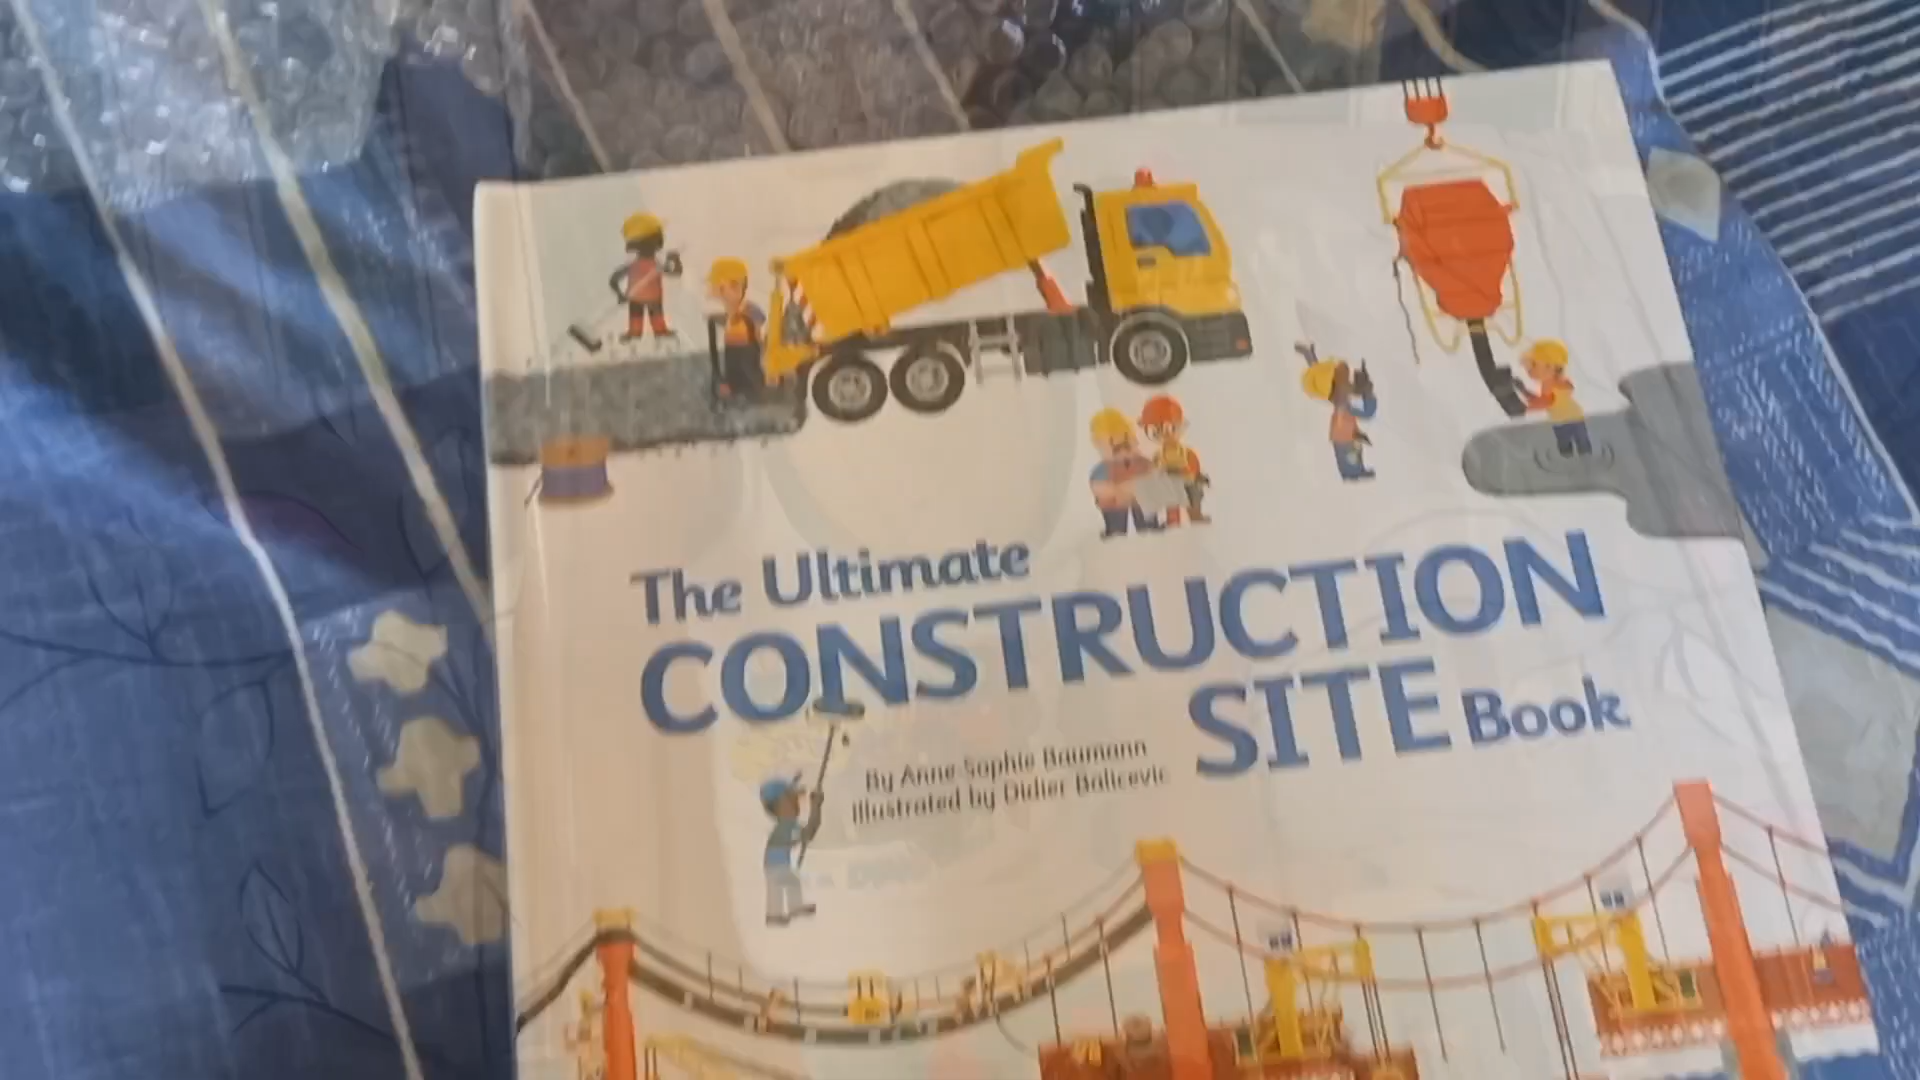 The Ultimate
CONSTRUCTION
SITE Book
By Anne-Sophie Baumann
Illustrated by Didier Balicevic